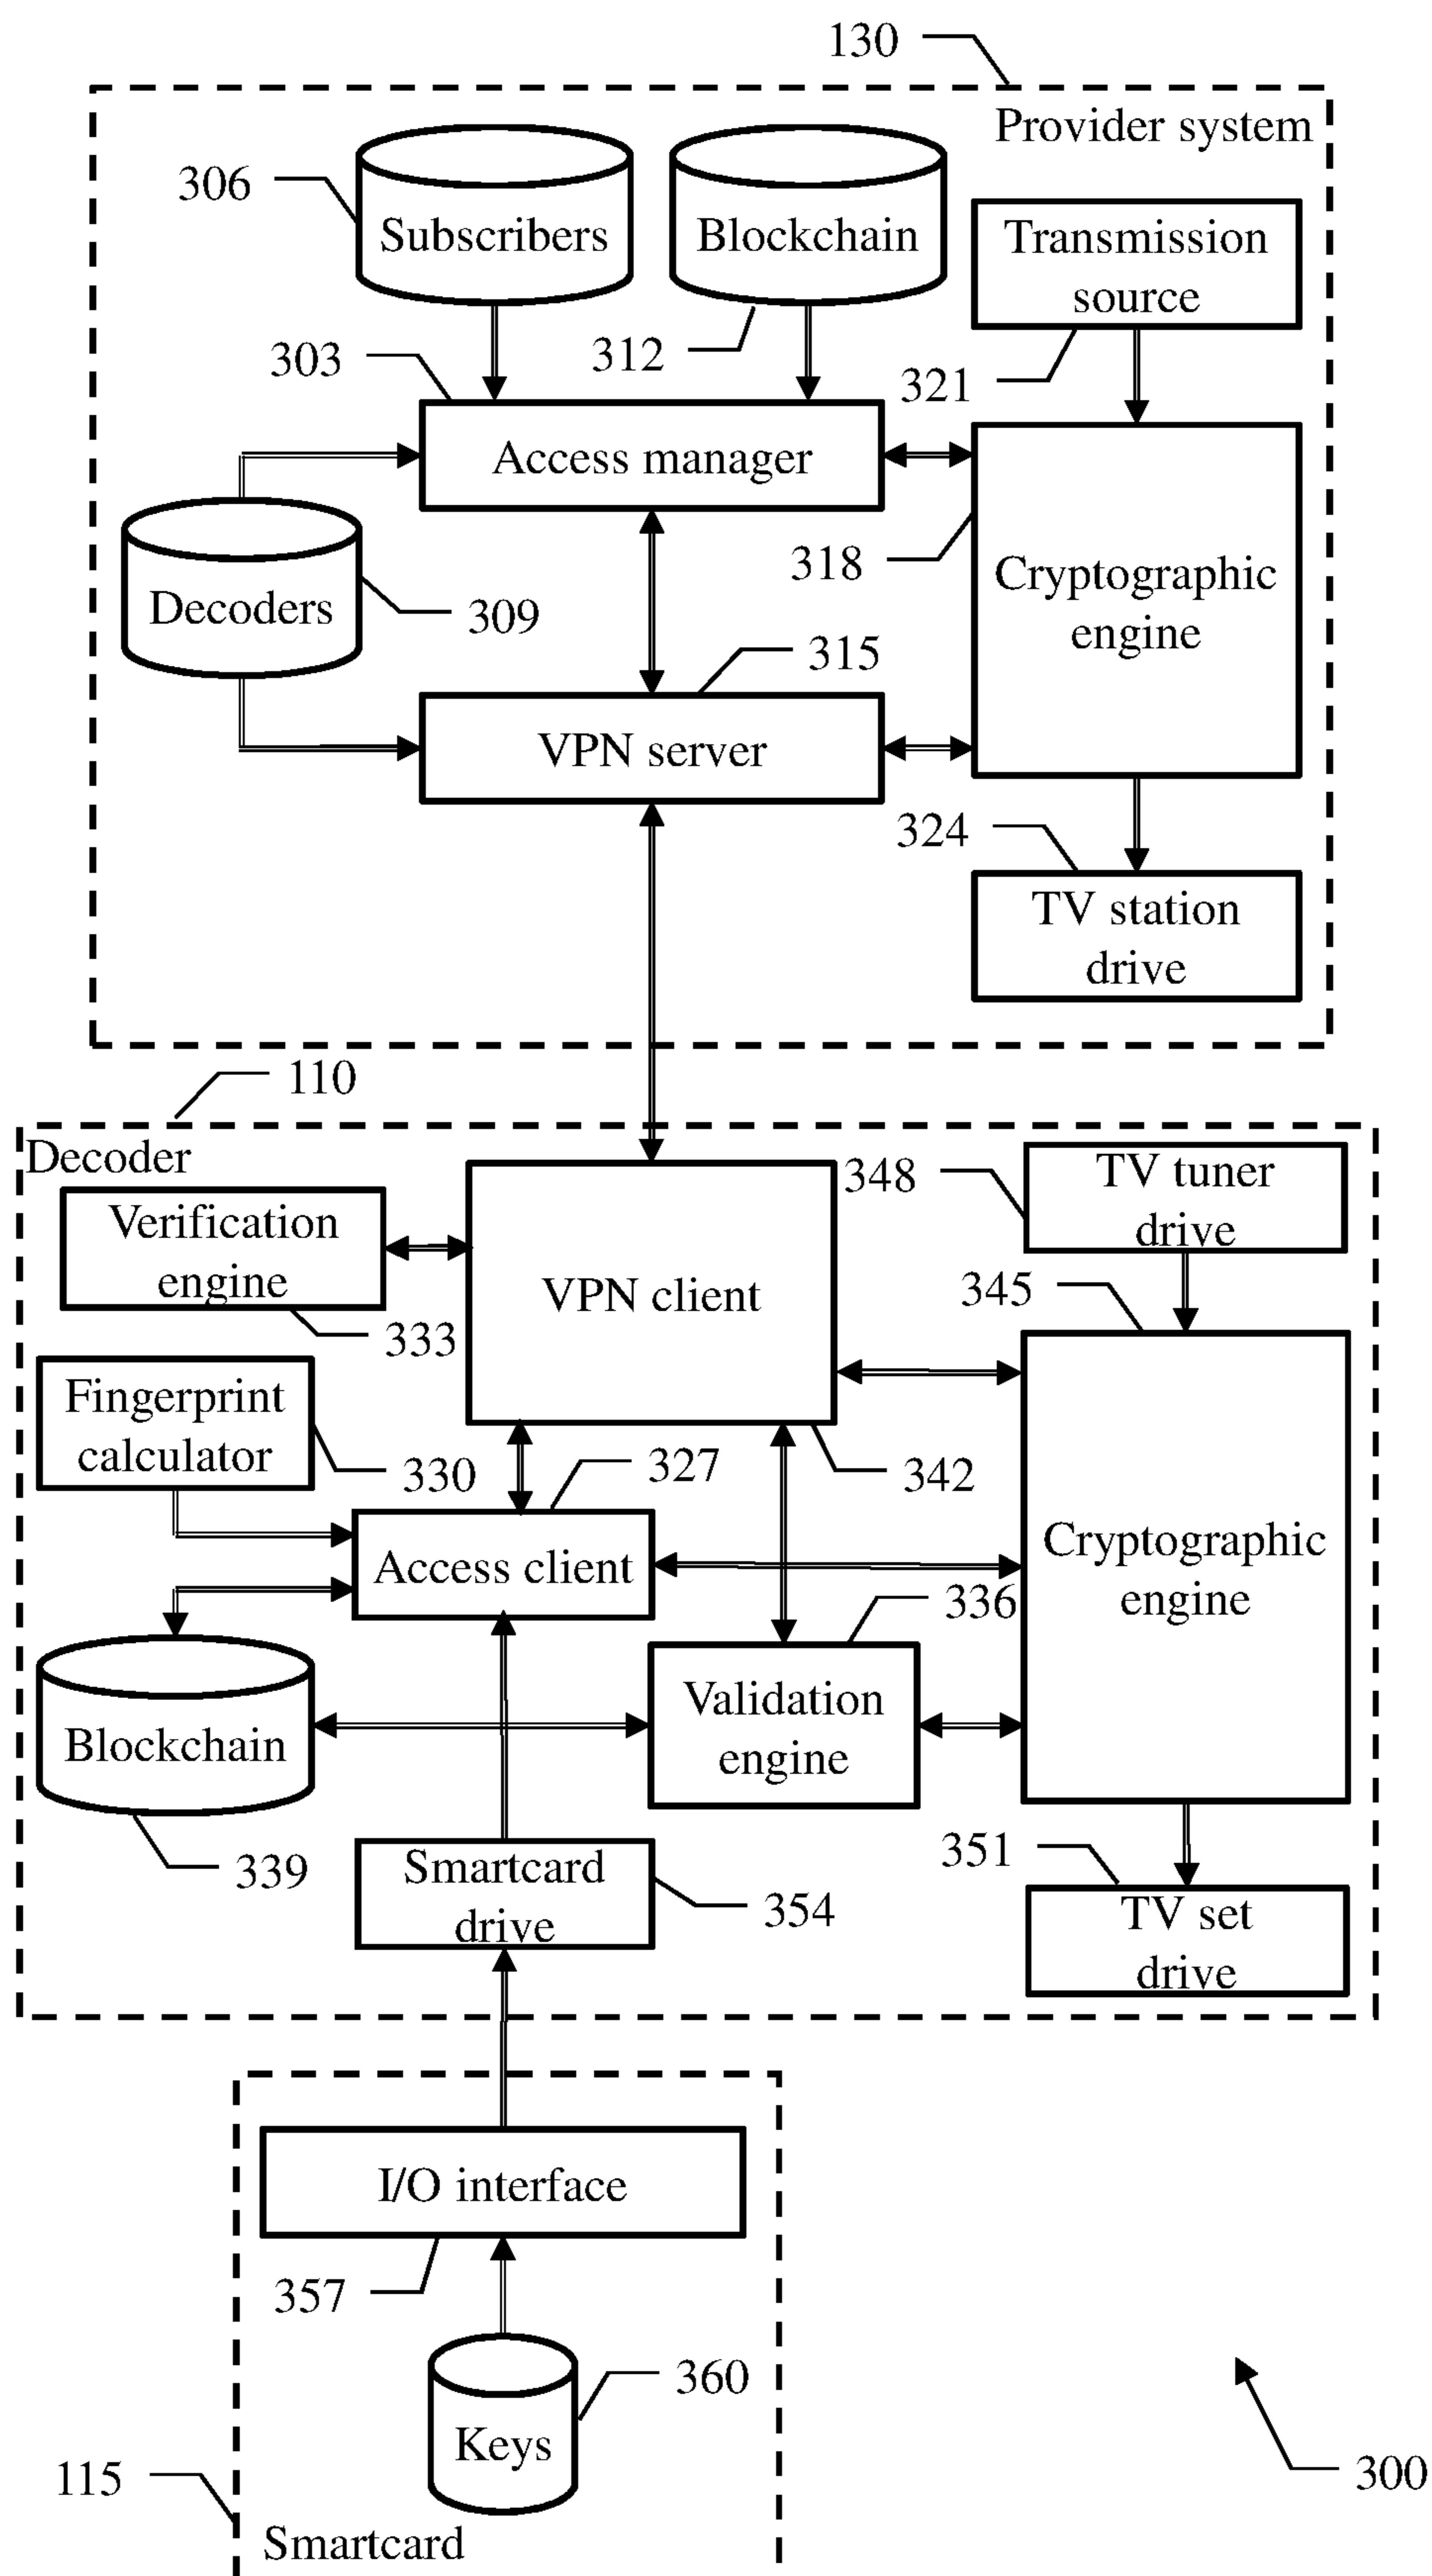 130
Provider system
306
Subscribers
Blockchain
Transmission
source
303
312
321
Access manager
318
Cryptographic
engine
Decoders
309
315
VPN server
324
TV station
drive
110
Decoder
348
TV tuner
drive
Verification
engine
VPN client
345
333
Fingerprint
calculator
330
327
342
Access client
Cryptographic
engine
336
Validation
engine
Blockchain
339
Smartcard
drive
354
351
TV set
drive
I/O interface
357
360
Keys
115
Smartcard
300